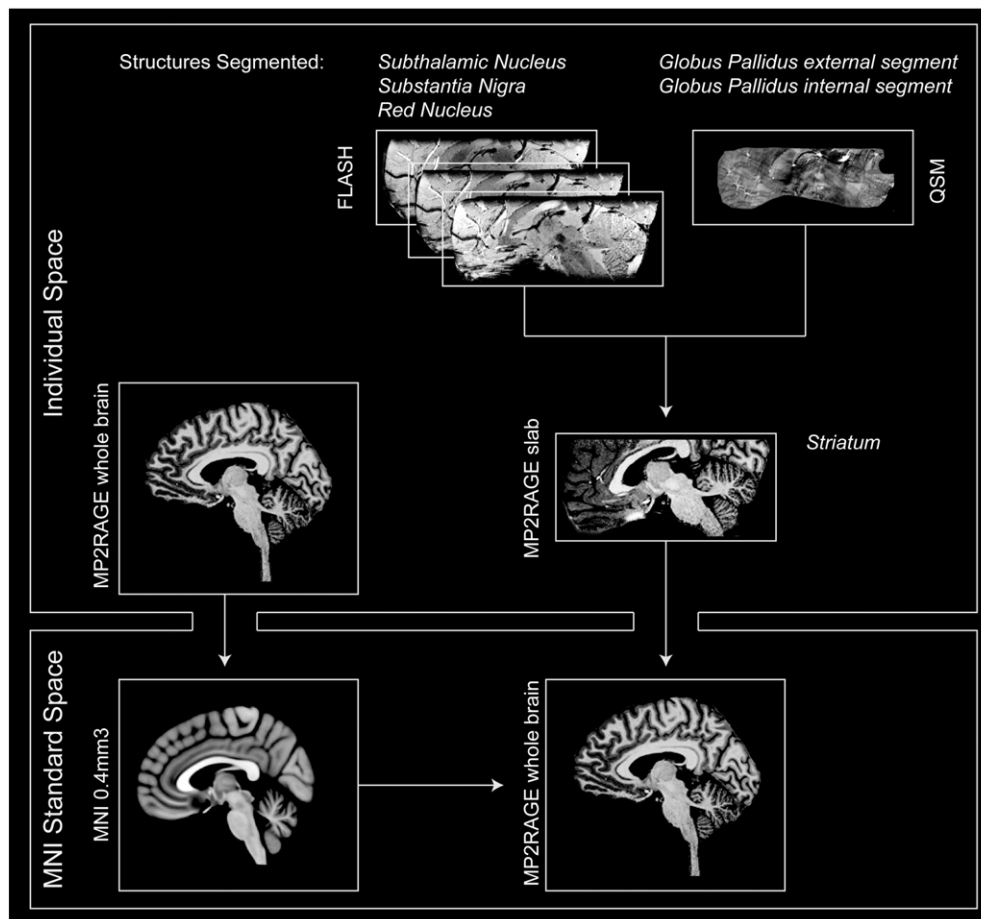 Structures Segmented:
Subthalamic Nucleus
Substantia Nigra
Red Nucleus
Globus Pallidus external segment
Globus Pallidus internal segment
FLASH
QSM
Individual Space
MP2RAGE whole brain
MP2RAGE slab
Striatum
MNI Standard Space
MNI 0.4mm3
MP2RAGE whole brain